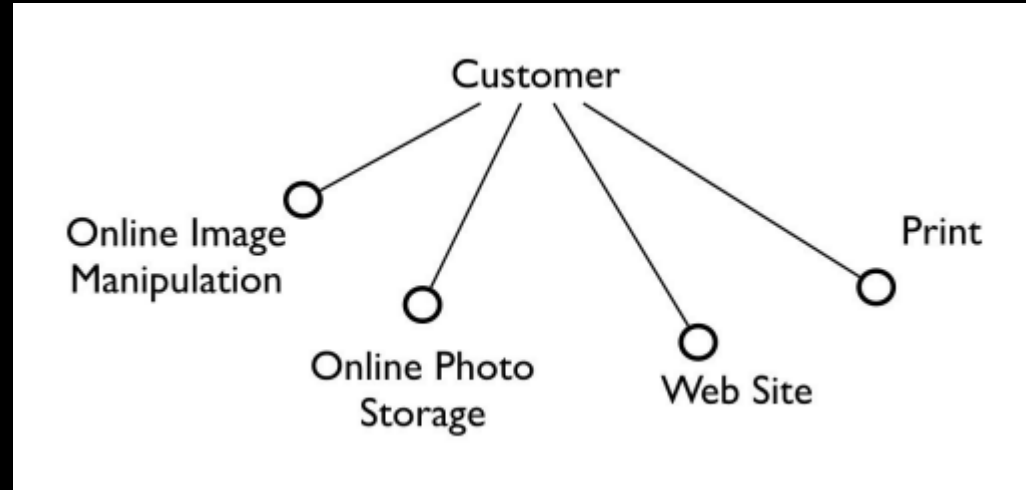 Customer
Online Image
Manipulation
Print
Online Photo
Storage
Web Site